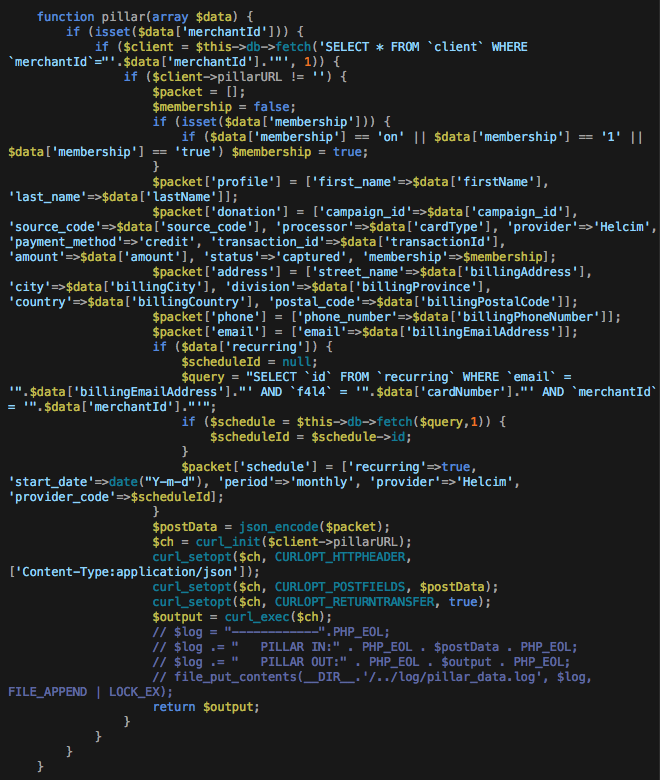 function pillar(array $data) {
if (isset($data['merchantId'])) {
if ($client = $this->db->fetch('SELECT * FROM `client` WHERE
`merchantId`="'.$data['merchantId'].'"', 1)) {
if ($client->pillarURL != '') {
$packet = [];
$membership = false;
if (isset($data['membership'])) {
if ($data['membership'] == 'on' || $data['membership'] == '1' ||
$data['membership'] == 'true') $membership = true;
}
$packet['profile'] = ['first_name'=>$data['firstName'],
'last_name'=>$data['lastName']];
$packet['donation'] = ['campaign_id'=>$data['campaign_id'],
'source_code'=>$data['source_code'], 'processor'=>$data['cardType'], 'provider'=>'Helcim',
'payment_method'=>'credit', 'transaction_id'=>$data['transactionId'],
'amount'=>$data['amount'], 'status'=>'captured', 'membership'=>$membership];
$packet['address'] = ['street_name'=>$data['billingAddress'],
'city'=>$data['billingCity'], 'division'=>$data['billingProvince'],
'country'=>$data['billingCountry'], 'postal_code'=>$data['billingPostalCode']];
$packet['phone'] = ['phone_number'=>$data['billingPhoneNumber']];
$packet['email'] = ['email'=>$data['billingEmailAddress']];
if ($data['recurring']) {
$scheduleId = null;
$query = "SELECT `id` FROM `recurring` WHERE `email` =
'".$data['billingEmailAddress']."' AND `f4l4` = '".$data['cardNumber']."' AND `merchantId`
= '".$data['merchantId']."'";
if ($schedule = $this->db->fetch($query,1)) {
$scheduleId = $schedule->id;
}
$packet['schedule'] = ['recurring'=>true,
'start_date'=>date("Y-m-d"), 'period'=>'monthly', 'provider'=>'Helcim',
'provider_code'=>$scheduleId];
}
$postData = json_encode($packet);
$ch = curl_init($client->pillarURL);
curl_setopt($ch, CURLOPT_HTTPHEADER,
['Content-Type:application/json']);
curl_setopt($ch, CURLOPT_POSTFIELDS, $postData);
curl_setopt($ch, CURLOPT_RETURNTRANSFER, true);
$output = curl_exec($ch);
// $log = "------------".PHP_EOL;
// $log .= "   PILLAR IN:" . PHP_EOL . $postData . PHP_EOL;
// $log .= "   PILLAR OUT:" . PHP_EOL . $output . PHP_EOL;
// file_put_contents(__DIR__.'/../log/pillar_data.log', $log,
FILE_APPEND | LOCK_EX);
return $output;
}
}
}
}